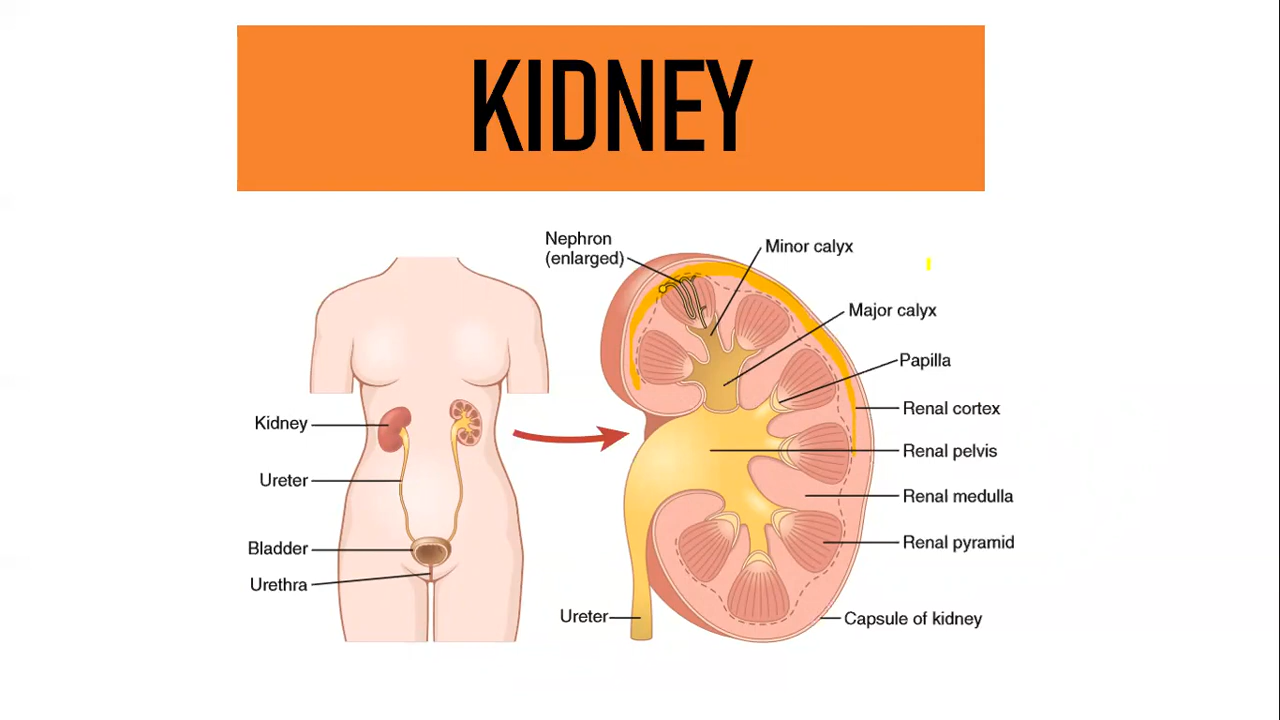 KIDNEY
Nephron
(enlarged)
Minor calyx
Major calyx
Papilla
Renal cortex
Renal pelvis
Renal medulla
Renal pyramid
Capsule of kidney
Ureter
Kidney
Ureter
Bladder
Urethra